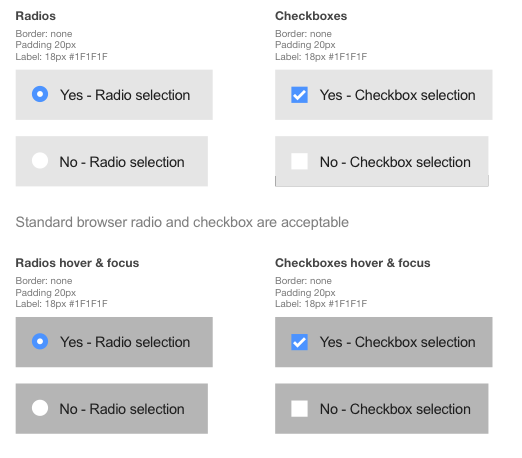 Radios
Border: none
Padding 20px
Label: 18px #1F1F1F
Yes - Radio selection
No - Radio selection
Checkboxes
Border: none
Padding 20px
Label: 18px #1F1F1F
Yes - Checkbox selection
No - Checkbox selection
Standard browser radio and checkbox are acceptable
Radios hover & focus
Border: none
Padding 20px
Label: 18px #1F1F1F
Yes - Radio selection
No - Radio selection
Checkboxes hover & focus
Border: none
Padding 20px
Label: 18px #1F1F1F
Yes - Checkbox selection
No - Checkbox selection